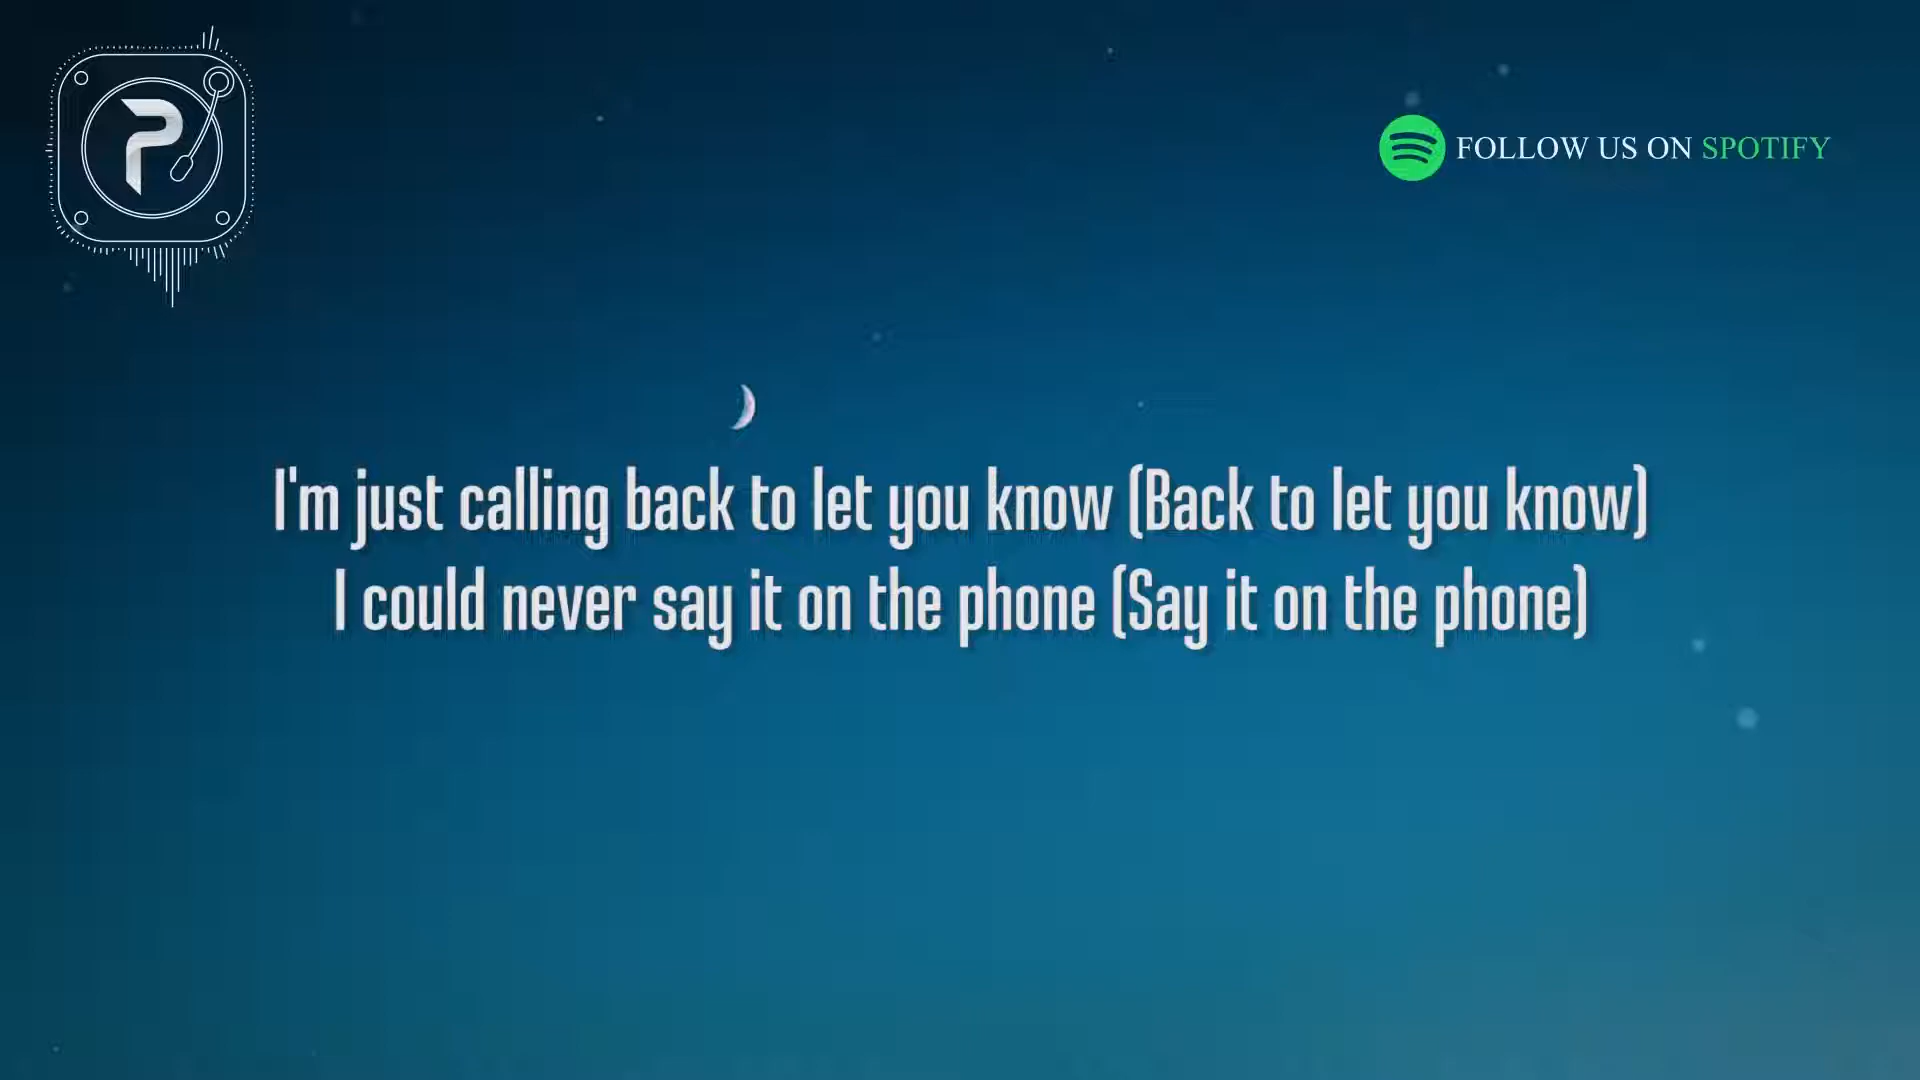 P
FOLLOW US ON SPOTIFY
I'm just calling back to let you know (Back to let you know)
I could never say it on the phone (Say it on the phone)